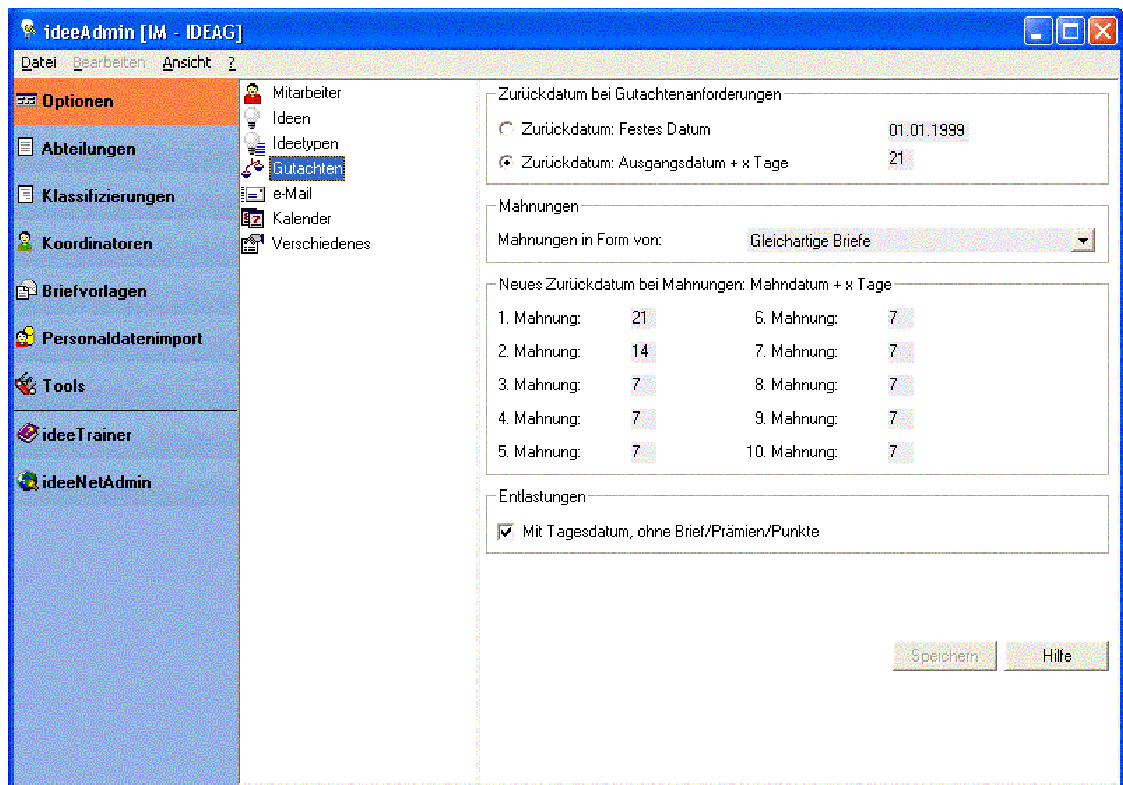 ideeAdmin [IM - IDEAG]
Datei Bearbeiten Ansicht ?
Optionen
Abteilungen
Klassifizierungen
Koordinatoren
Briefvorlagen
Personaldatenimport
Tools
ideeTrainer
ideeNetAdmin
Mitarbeiter
Ideen
Ideetypen
Gutachten
e-Mail
Kalender
Verschiedenes
Zurückdatum bei Gutachtenanforderungen
Zurückdatum: Festes Datum 01.01.1999
Zurückdatum: Ausgangsdatum + x Tage 21
Mahnungen
Mahnungen in Form von: Gleichartige Briefe
Neues Zurückdatum bei Mahnungen: Mahndatum + x Tage
1. Mahnung: 21 6. Mahnung: 7
2. Mahnung: 14 7. Mahnung: 7
3. Mahnung: 7 8. Mahnung: 7
4. Mahnung: 7 9. Mahnung: 7
5. Mahnung: 7 10. Mahnung: 7
Entlastungen
Mit Tagesdatum, ohne Brief/Prämien/Punkte
Speichern Hilfe